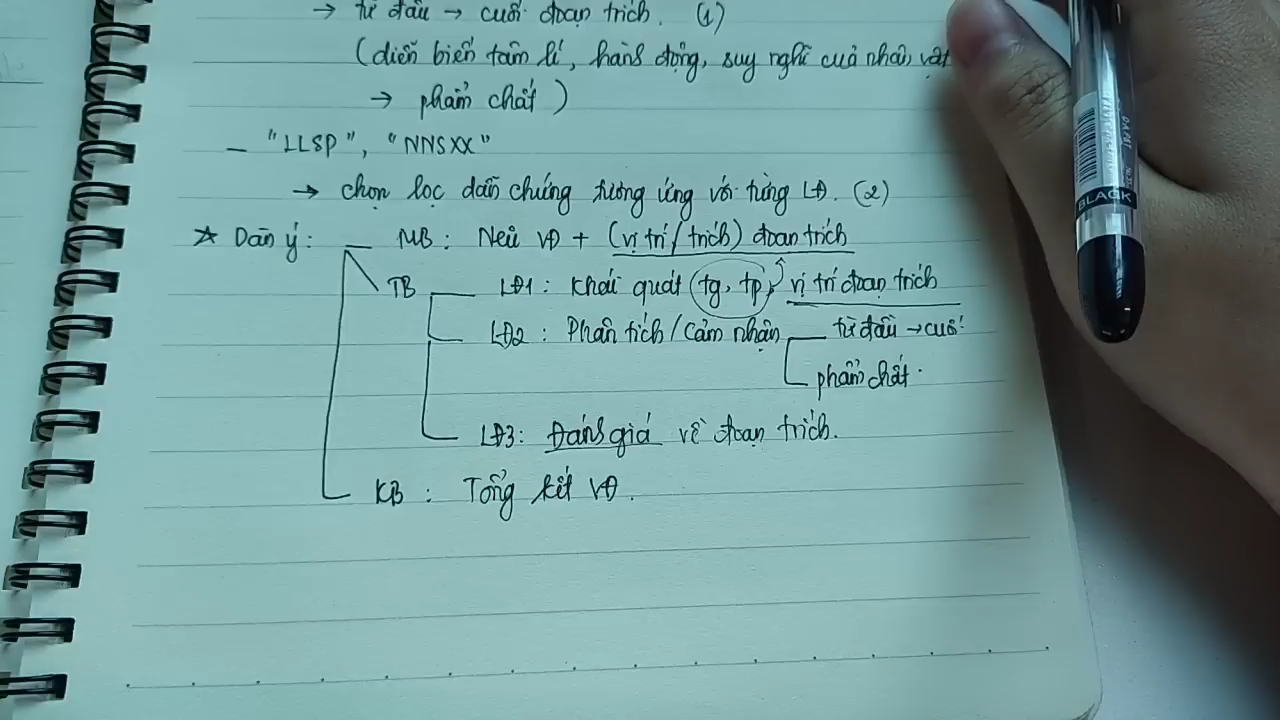 → từ đầu → cuối đoạn trích. (1)
(diễn biến tâm lí, hành động, suy nghĩ của nhân vật
→ phẩm chất)
- "LLSP", "NNSXX"
→ chọn lọc dẫn chứng tương ứng với từng LĐ. (2)
* Dàn ý: - MB: Nêu VĐ + (vị trí/trích) đoạn trích
TB LĐ1: Khái quát (tg, tp), vị trí đoạn trích
LĐ2: Phân tích/Cảm nhận từ đầu → cuối
phẩm chất.
LĐ3: Đánh giá về đoạn trích.
KB: Tổng kết VĐ.
BLACK